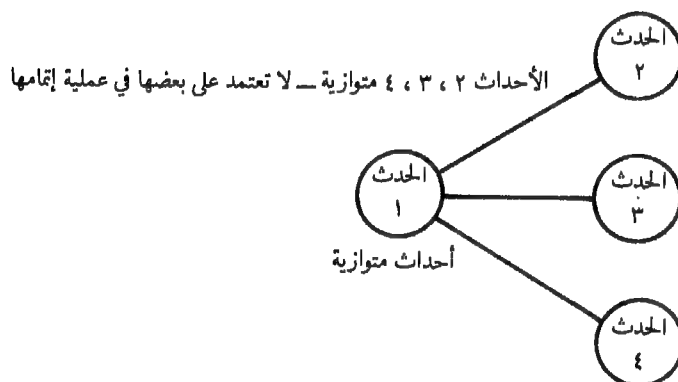 الحدث
٢
الأحداث ٢ ، ٣ ، ٤ متوازية ـ لا تعتمد على بعضها في عملية إتمامها
الحدث
١
الحدث
٣
أحداث متوازية
الحدث
٤